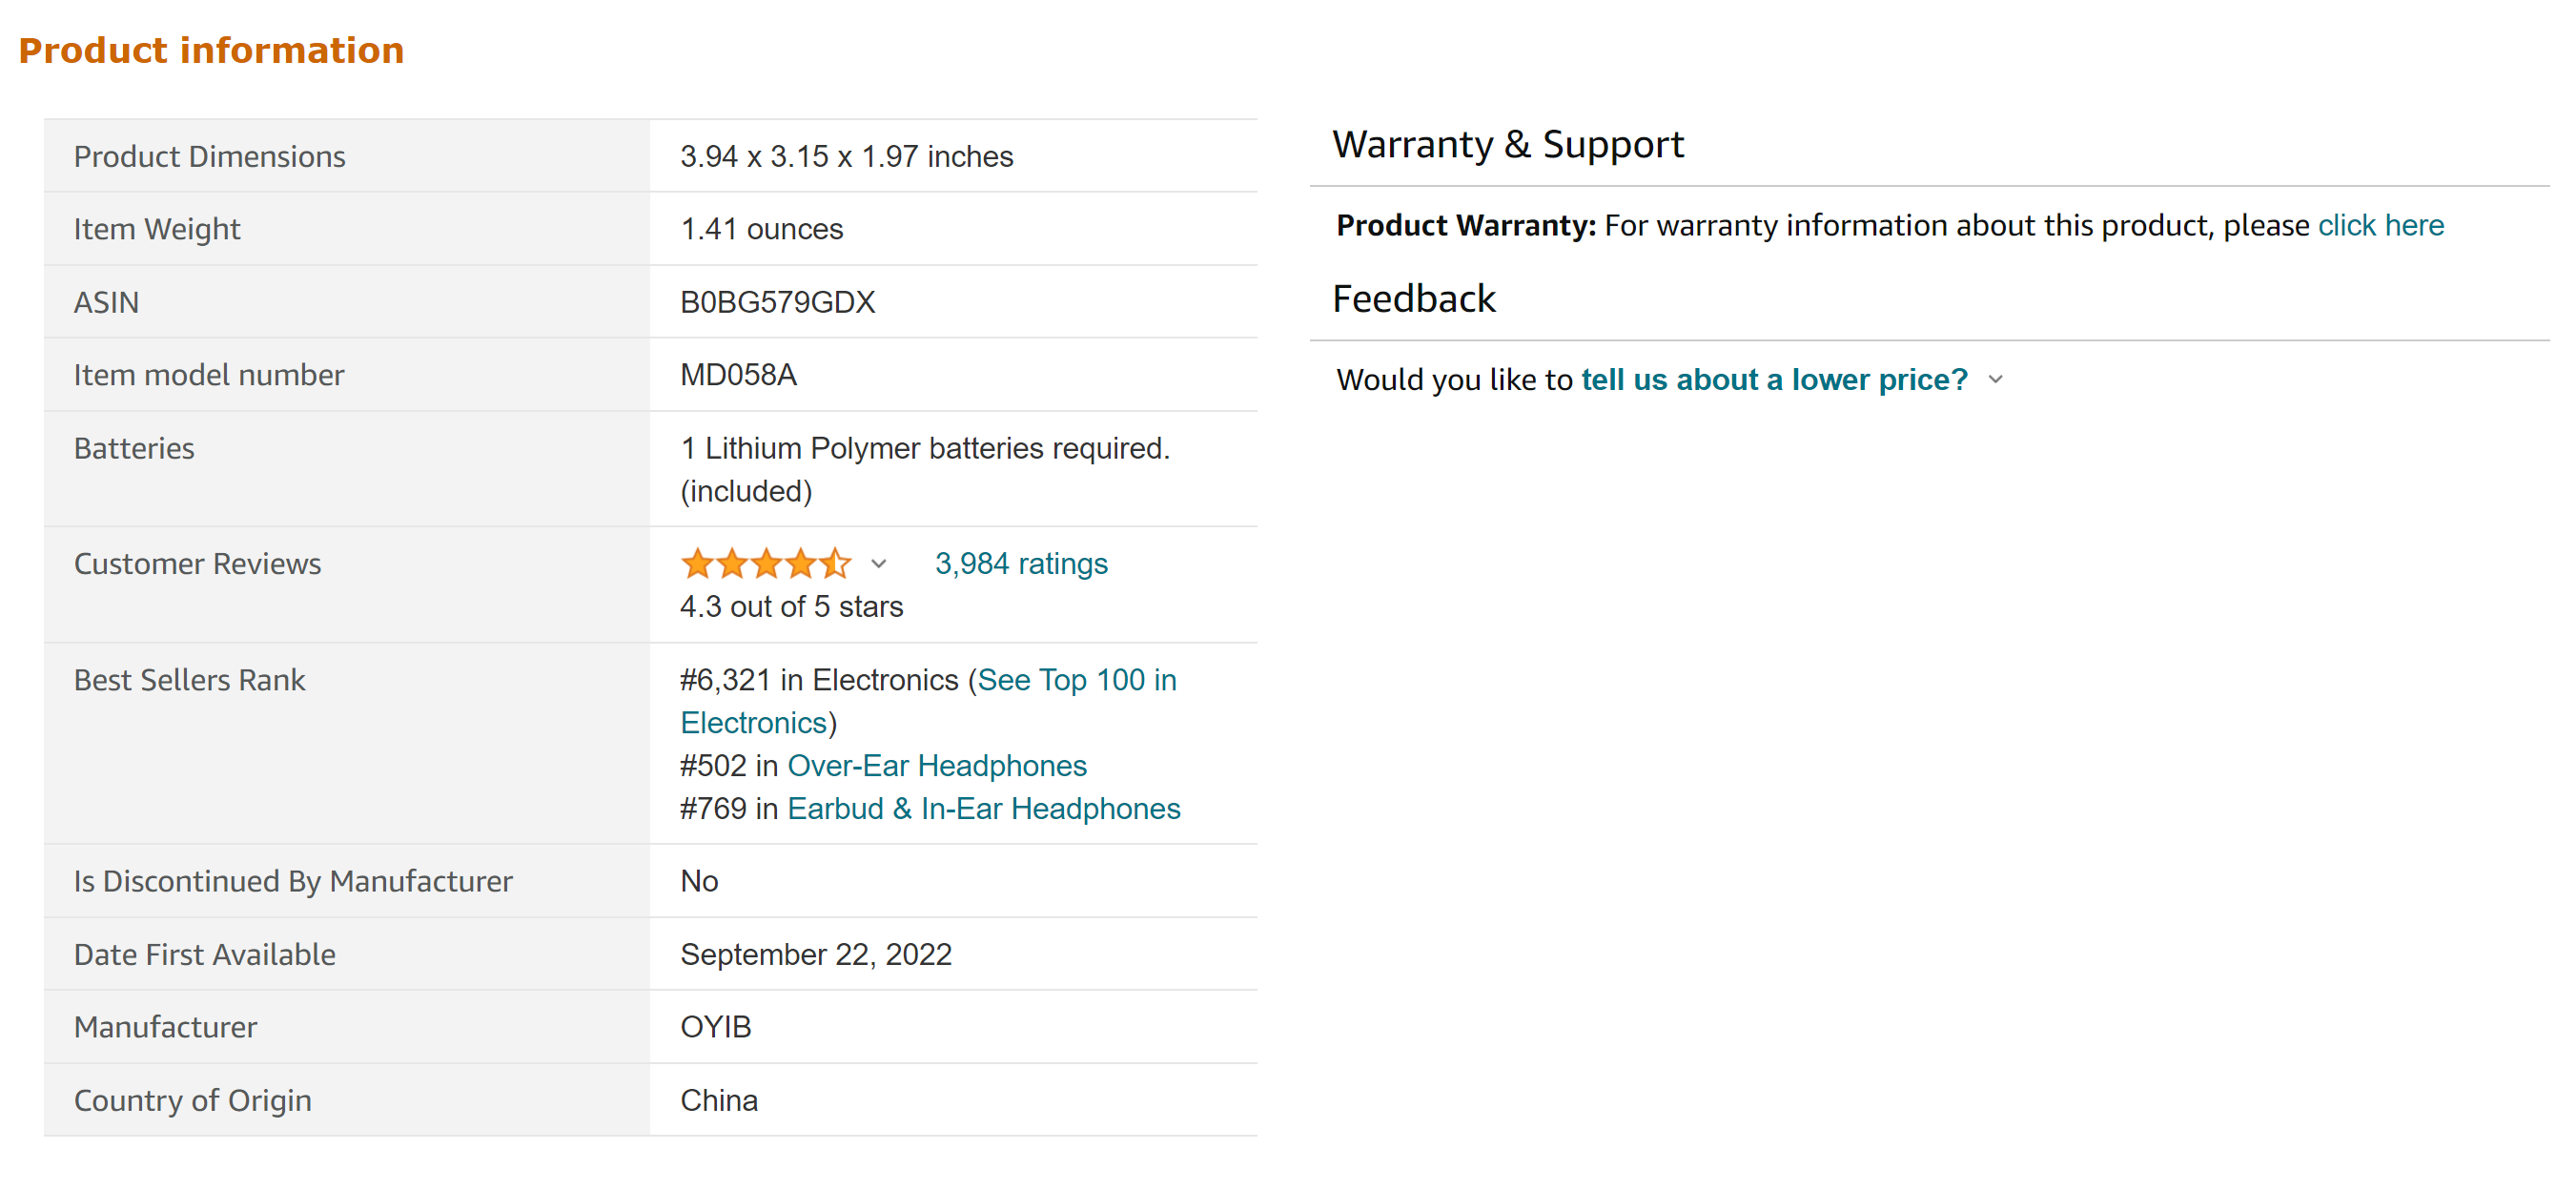 Product information
Product Dimensions
3.94 x 3.15 x 1.97 inches
Item Weight
1.41 ounces
ASIN
B0BG579GDX
Item model number
MD058A
Batteries
1 Lithium Polymer batteries required.
(included)
Customer Reviews
3,984 ratings
4.3 out of 5 stars
Best Sellers Rank
#6,321 in Electronics (See Top 100 in
Electronics)
#502 in Over-Ear Headphones
#769 in Earbud & In-Ear Headphones
Is Discontinued By Manufacturer
No
Date First Available
September 22, 2022
Manufacturer
OYIB
Country of Origin
China
Warranty & Support
Product Warranty: For warranty information about this product, please click here
Feedback
Would you like to tell us about a lower price?